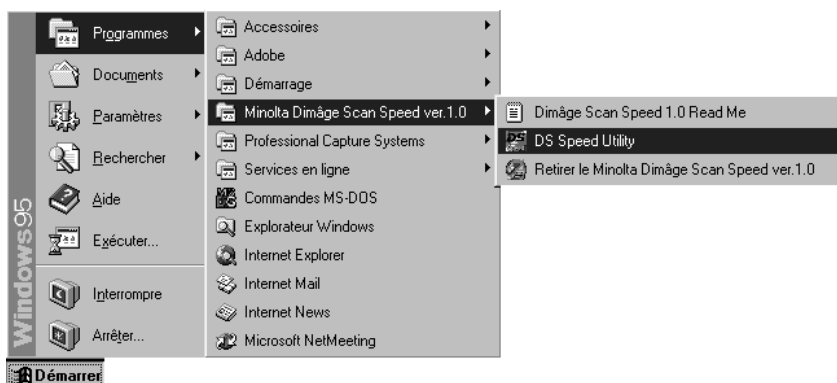 Windows 95
Programmes
Documents
Paramètres
Rechercher
Aide
Exécuter...
Interrompre
Arrêter...
Démarrer
Accessoires
Adobe
Démarrage
Minolta Dimâge Scan Speed ver.1.0
Professional Capture Systems
Services en ligne
Commandes MS-DOS
Explorateur Windows
Internet Explorer
Internet Mail
Internet News
Microsoft NetMeeting
Dimâge Scan Speed 1.0 Read Me
DS Speed Utility
Retirer le Minolta Dimâge Scan Speed ver.1.0